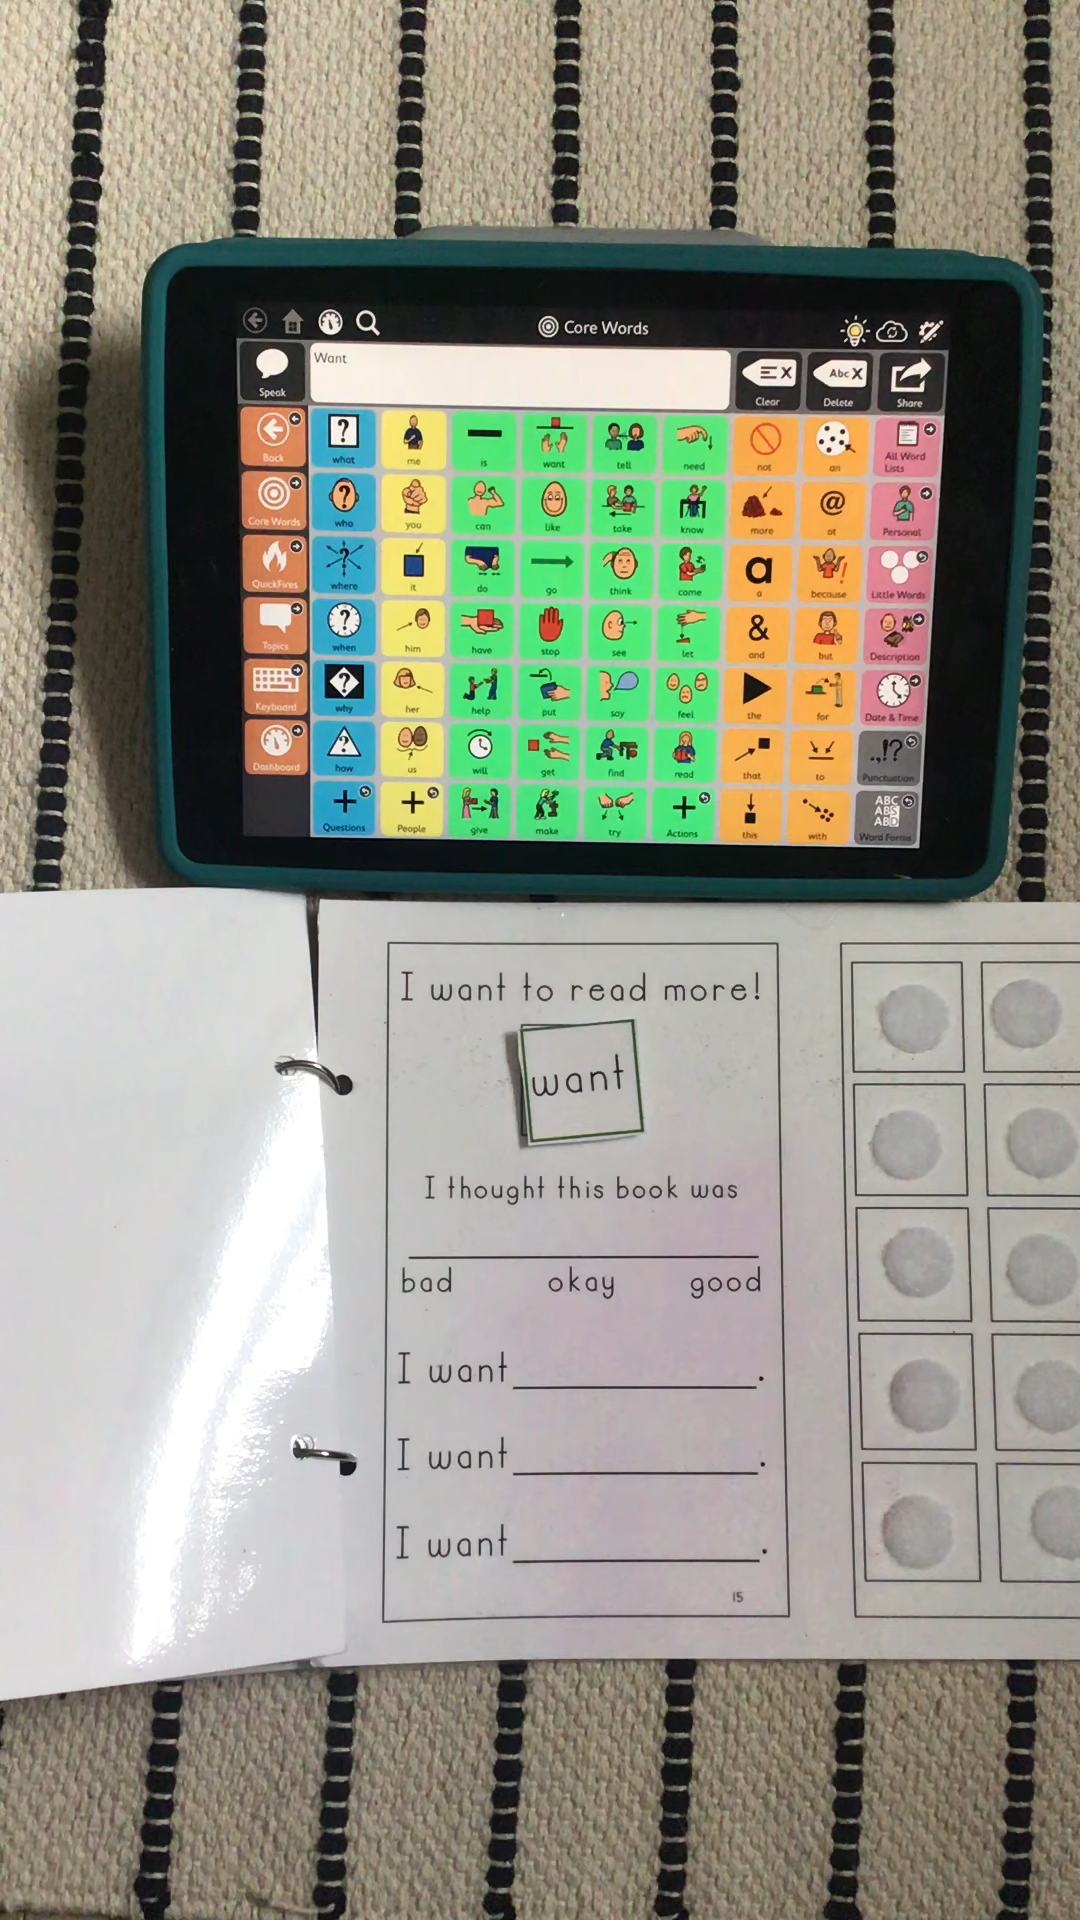 Core Words
Speak
Want
Clear
Abc X
Delete
Share
Back
what
me
is
want
tell
need
not
an
All Word
Lists
Core Words
who
you
can
like
take
know
more
@
at
Personal
QuickFires
where
it
do
go
think
come
a
a
because
Little Words
Topics
when
him
have
stop
see
let
&
and
but
Description
Keyboard
why
her
help
put
say
feel
the
for
Date & Time
Dashboard
how
us
will
get
find
read
that
to
.,!?
Punctuation
Questions
People
give
make
try
Actions
this
with
ABC
ABS
ABD
Word Forms
I want to read more!
want
I thought this book was
bad okay good
I want .
I want .
I want .
15